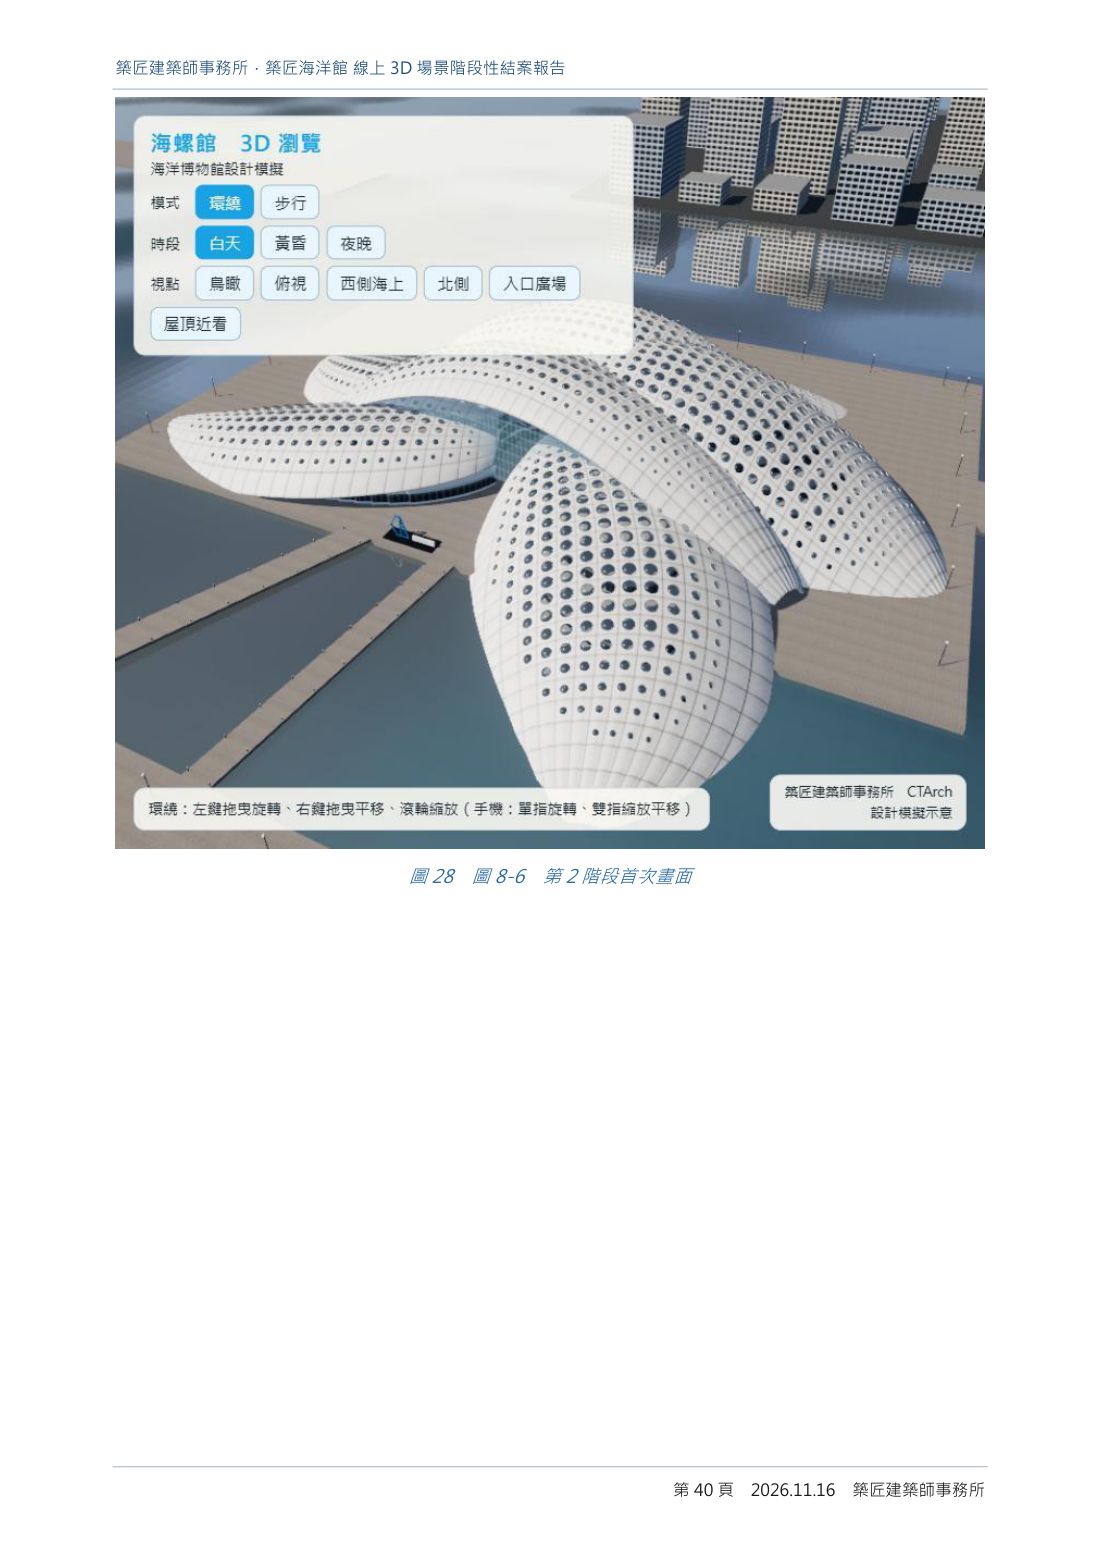 築匠建築師事務所．築匠海洋館 線上 3D 場景階段性結案報告
海螺館　3D 瀏覽
海洋博物館設計模擬
模式 環繞 步行
時段 白天 黃昏 夜晚
視點 鳥瞰 俯視 西側海上 北側 入口廣場
屋頂近看
環繞：左鍵拖曳旋轉、右鍵拖曳平移、滾輪縮放（手機：單指旋轉、雙指縮放平移）
築匠建築師事務所　CTArch
設計模擬示意
圖 28　圖 8-6　第 2 階段首次畫面
第 40 頁　2026.11.16　築匠建築師事務所